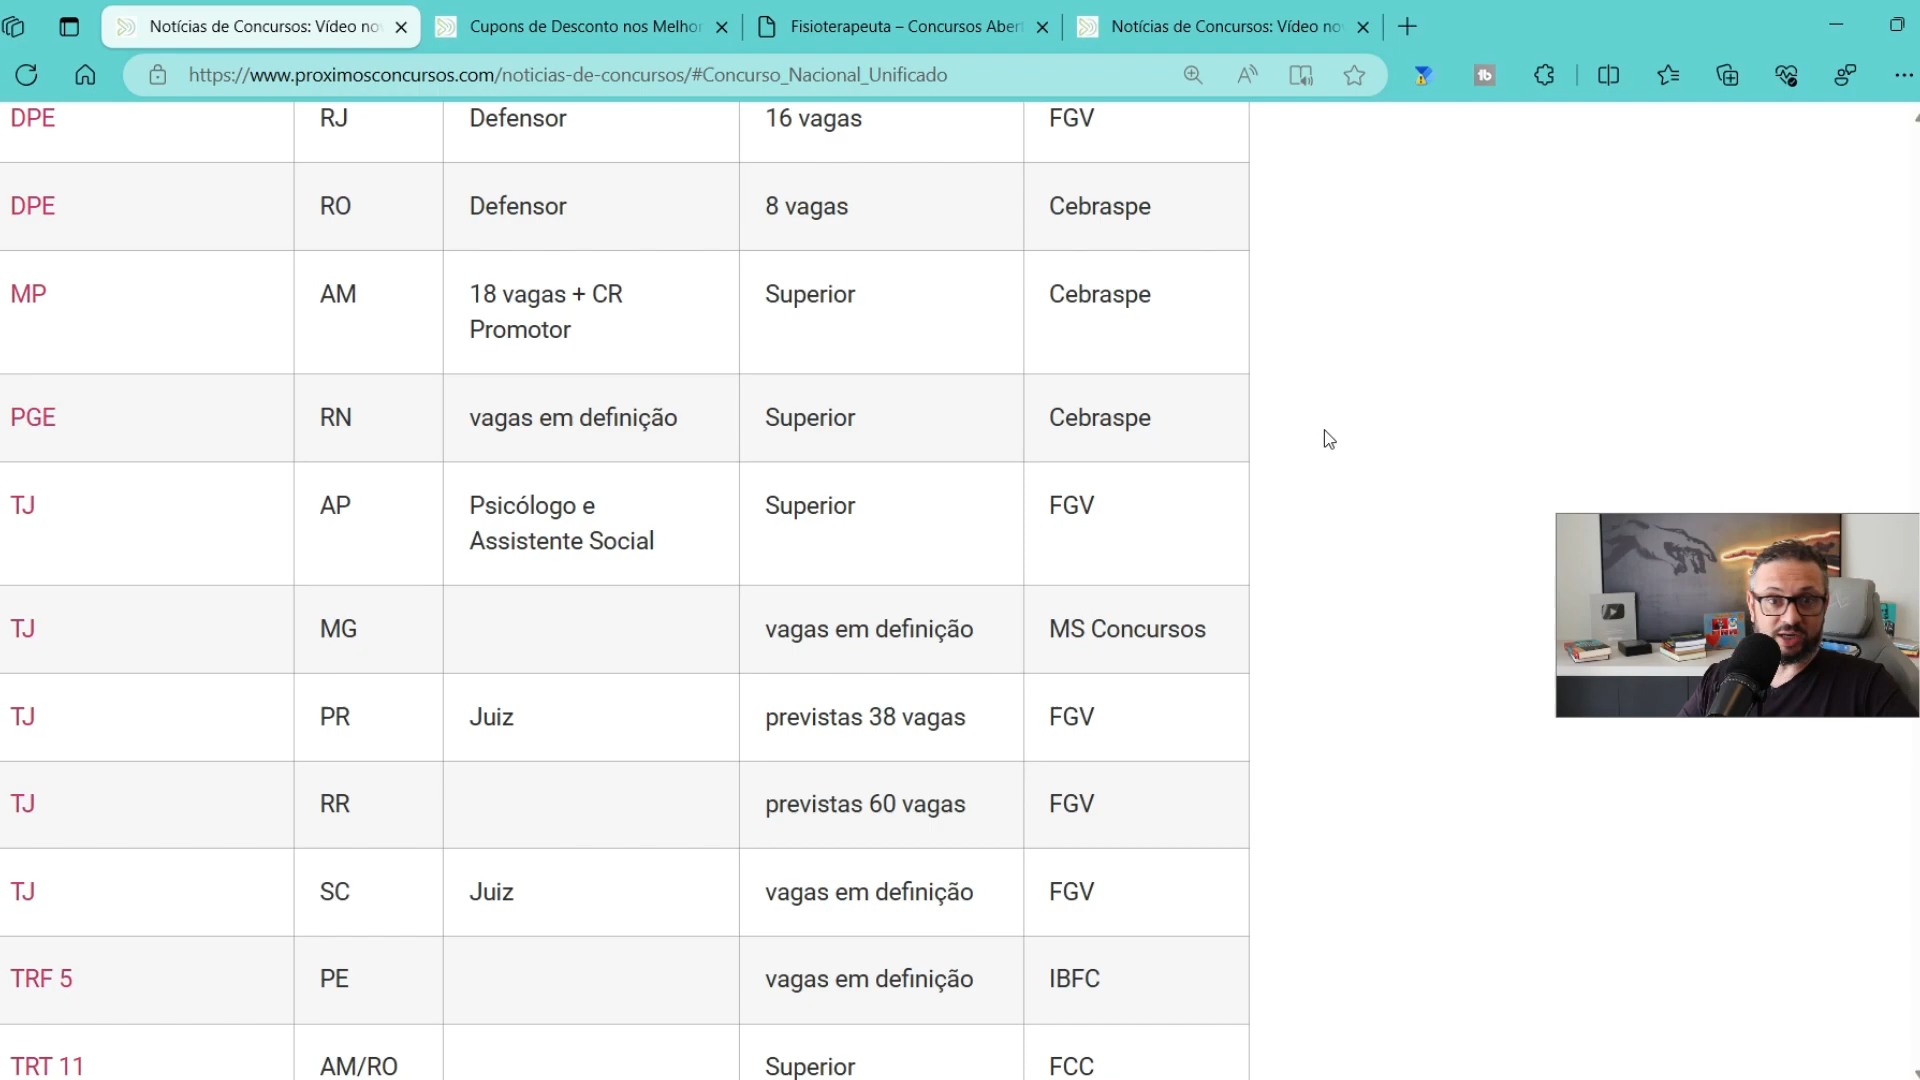 Notícias de Concursos: Vídeo no
Cupons de Desconto nos Melhor
Fisioterapeuta – Concursos Aber
Notícias de Concursos: Vídeo no
https://www.proximosconcursos.com/noticias-de-concursos/#Concurso_Nacional_Unificado
DPE RJ Defensor 16 vagas FGV
DPE RO Defensor 8 vagas Cebraspe
MP AM 18 vagas + CR Superior Cebraspe
Promotor
PGE RN vagas em definição Superior Cebraspe
TJ AP Psicólogo e Superior FGV
Assistente Social
TJ MG vagas em definição MS Concursos
TJ PR Juiz previstas 38 vagas FGV
TJ RR previstas 60 vagas FGV
TJ SC Juiz vagas em definição FGV
TRF 5 PE vagas em definição IBFC
TRT 11 AM/RO Superior FCC